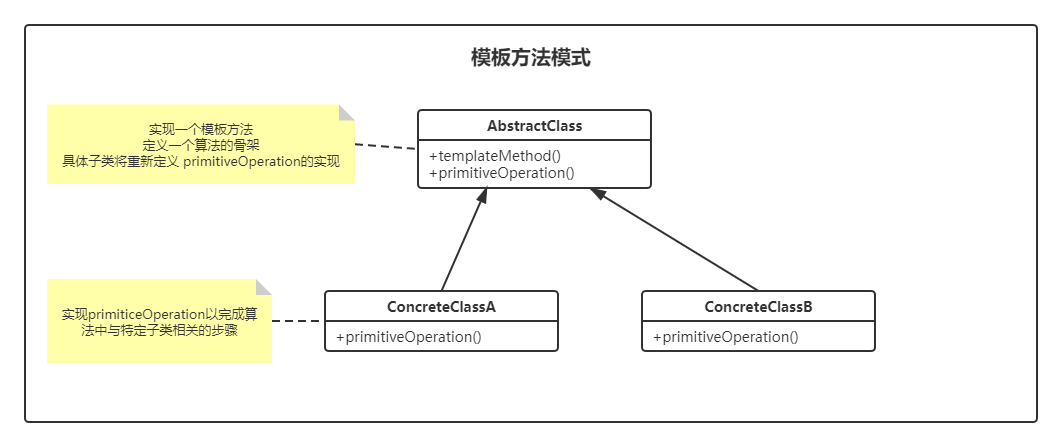 模板方法模式
实现一个模板方法
定义一个算法的骨架
具体子类将重新定义 primitiveOperation的实现
AbstractClass
+templateMethod()
+primitiveOperation()
实现primiticeOperation以完成算
法中与特定子类相关的步骤
ConcreteClassA
+primitiveOperation()
ConcreteClassB
+primitiveOperation()